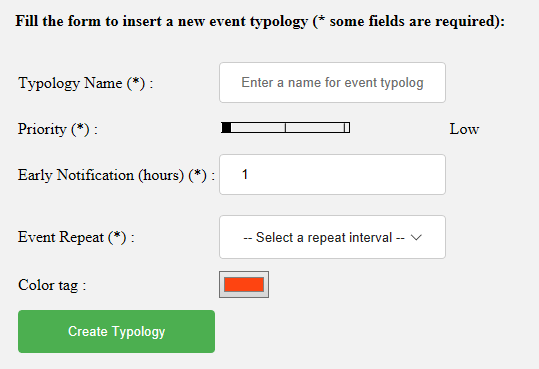 Fill the form to insert a new event typology (* some fields are required):
Typology Name (*) :
Enter a name for event typolog
Priority (*) :
Low
Early Notification (hours) (*) :
1
Event Repeat (*) :
-- Select a repeat interval --
Color tag :
Create Typology